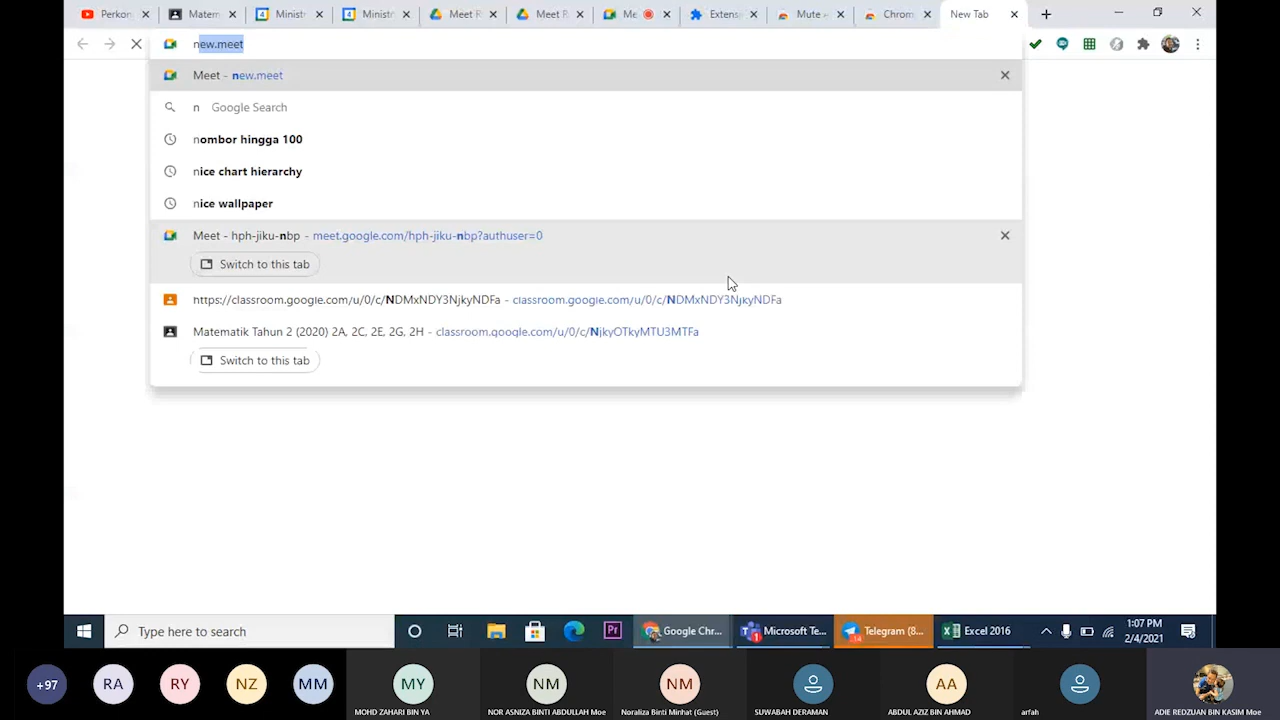 Perkon
Matem
Ministr
Ministr
Meet R
Meet R
Me
Extens
Mute
Chrom
New Tab
new.meet
Meet - new.meet
n Google Search
nombor hingga 100
nice chart hierarchy
nice wallpaper
Meet - hph-jiku-nbp - meet.google.com/hph-jiku-nbp?authuser=0
Switch to this tab
https://classroom.google.com/u/0/c/NDMxNDY3NjkyNDFa - classroom.google.com/u/0/c/NDMxNDY3NjkyNDFa
Matematik Tahun 2 (2020) 2A, 2C, 2E, 2G, 2H - classroom.google.com/u/0/c/NjkyOTkyMTU3MTFa
Switch to this tab
Type here to search
Pr
Google Chr...
Microsoft Te...
Telegram (8...
Excel 2016
1:07 PM
2/4/2021
+97
RA
RY
NZ
MM
MY
NM
NM
AA
MOHD ZAHARI BIN YA
NOR ASNIZA BINTI ABDULLAH Moe
Noraliza Binti Minhat (Guest)
SUWABAH DERAMAN
ABDUL AZIZ BIN AHMAD
arfah
ADIE REDZUAN BIN KASIM Moe